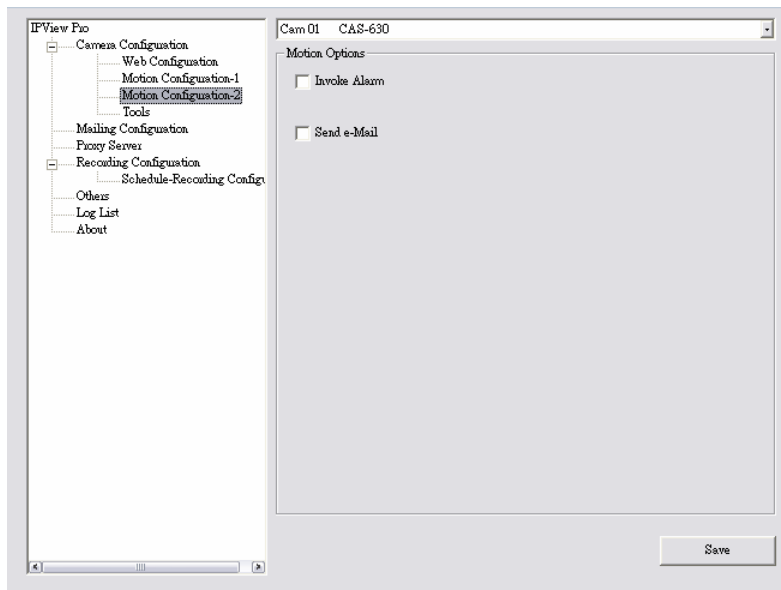 IPView Pro
Camera Configuration
Web Configuration
Motion Configuration-1
Motion Configuration-2
Tools
Mailing Configuration
Proxy Server
Recording Configuration
Schedule-Recording Configu
Others
Log List
About
Cam 01 CAS-630
Motion Options
Invoke Alarm
Send e-Mail
Save